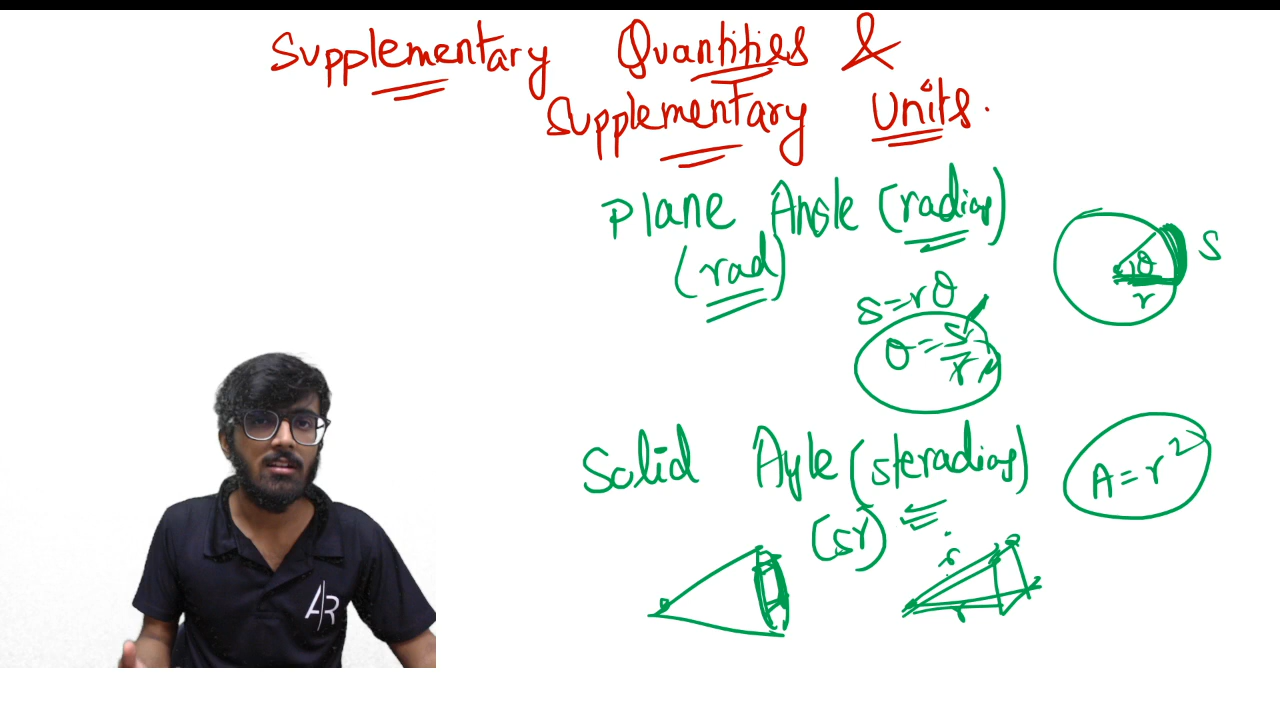 Supplementary Quantities &
Supplementary Units.
Plane Angle (radian)
(rad)
S
θ
r
S=rθ
θ=S/r
Solid Angle (steradian)
(sr)
A=r²
r
r
A|R